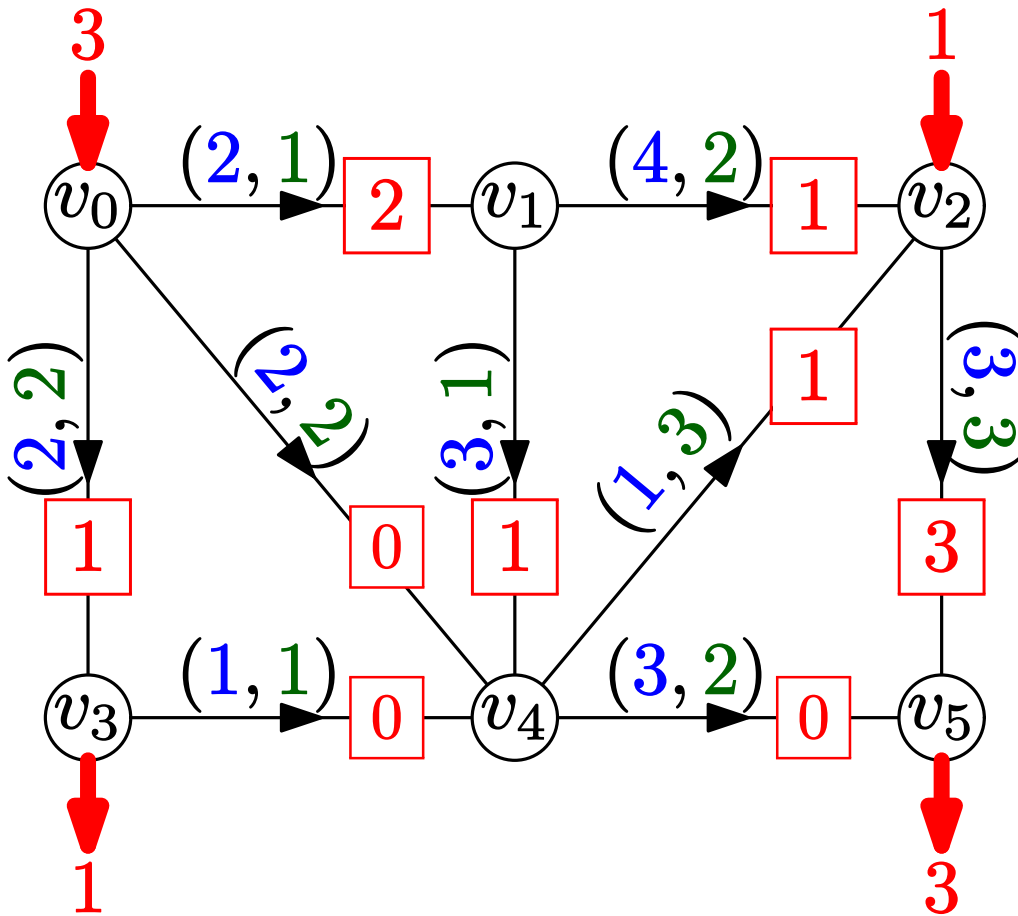 3 1
(2, 1) (4, 2)
v0 2 v1 1 v2
(2, 2) (2, 2) (3, 1) (1, 3) 1 (3, 3)
1 0 1 3
(1, 1) (3, 2)
v3 0 v4 0 v5
1 3